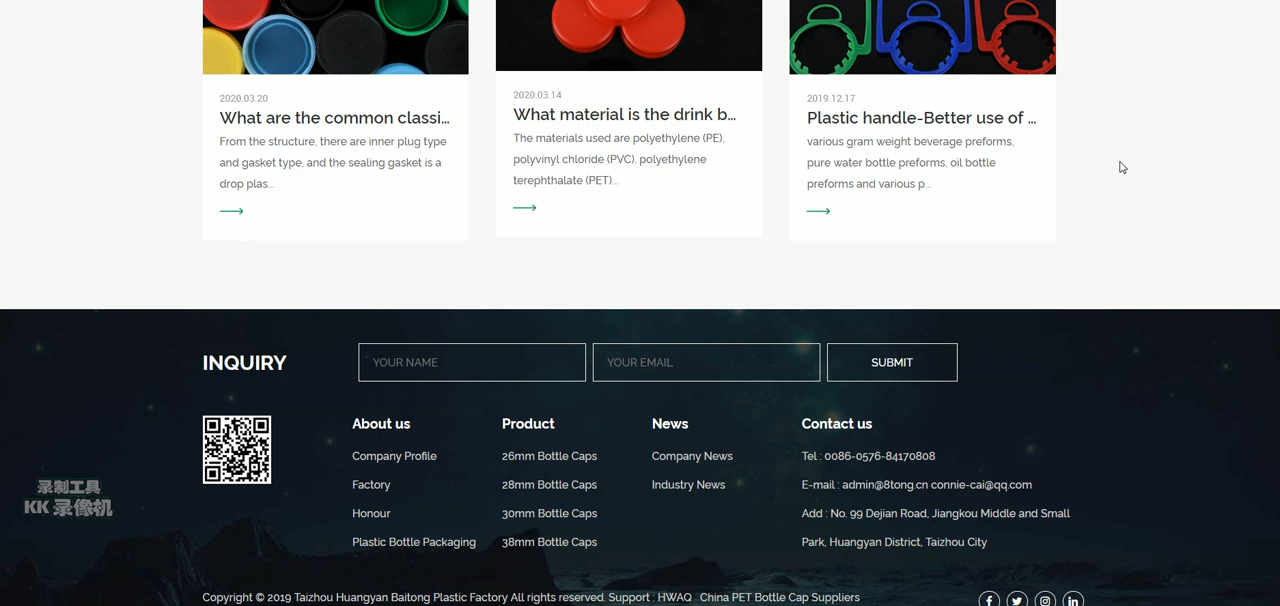 2020.03.20
What are the common classi...
From the structure, there are inner plug type
and gasket type, and the sealing gasket is a
drop plas...
2020.03.14
What material is the drink b...
The materials used are polyethylene (PE),
polyvinyl chloride (PVC), polyethylene
terephthalate (PET)...
2019.12.17
Plastic handle-Better use of ...
various gram weight beverage preforms,
pure water bottle preforms, oil bottle
preforms and various p...
INQUIRY
YOUR NAME
YOUR EMAIL
SUBMIT
About us
Company Profile
Factory
Honour
Plastic Bottle Packaging
Product
26mm Bottle Caps
28mm Bottle Caps
30mm Bottle Caps
38mm Bottle Caps
News
Company News
Industry News
Contact us
Tel : 0086-0576-84170808
E-mail : admin@8tong.cn connie-cai@qq.com
Add : No. 99 Dejian Road, Jiangkou Middle and Small
Park, Huangyan District, Taizhou City
录制工具
KK 录像机
Copyright © 2019 Taizhou Huangyan Baitong Plastic Factory All rights reserved. Support : HWAQ China PET Bottle Cap Suppliers